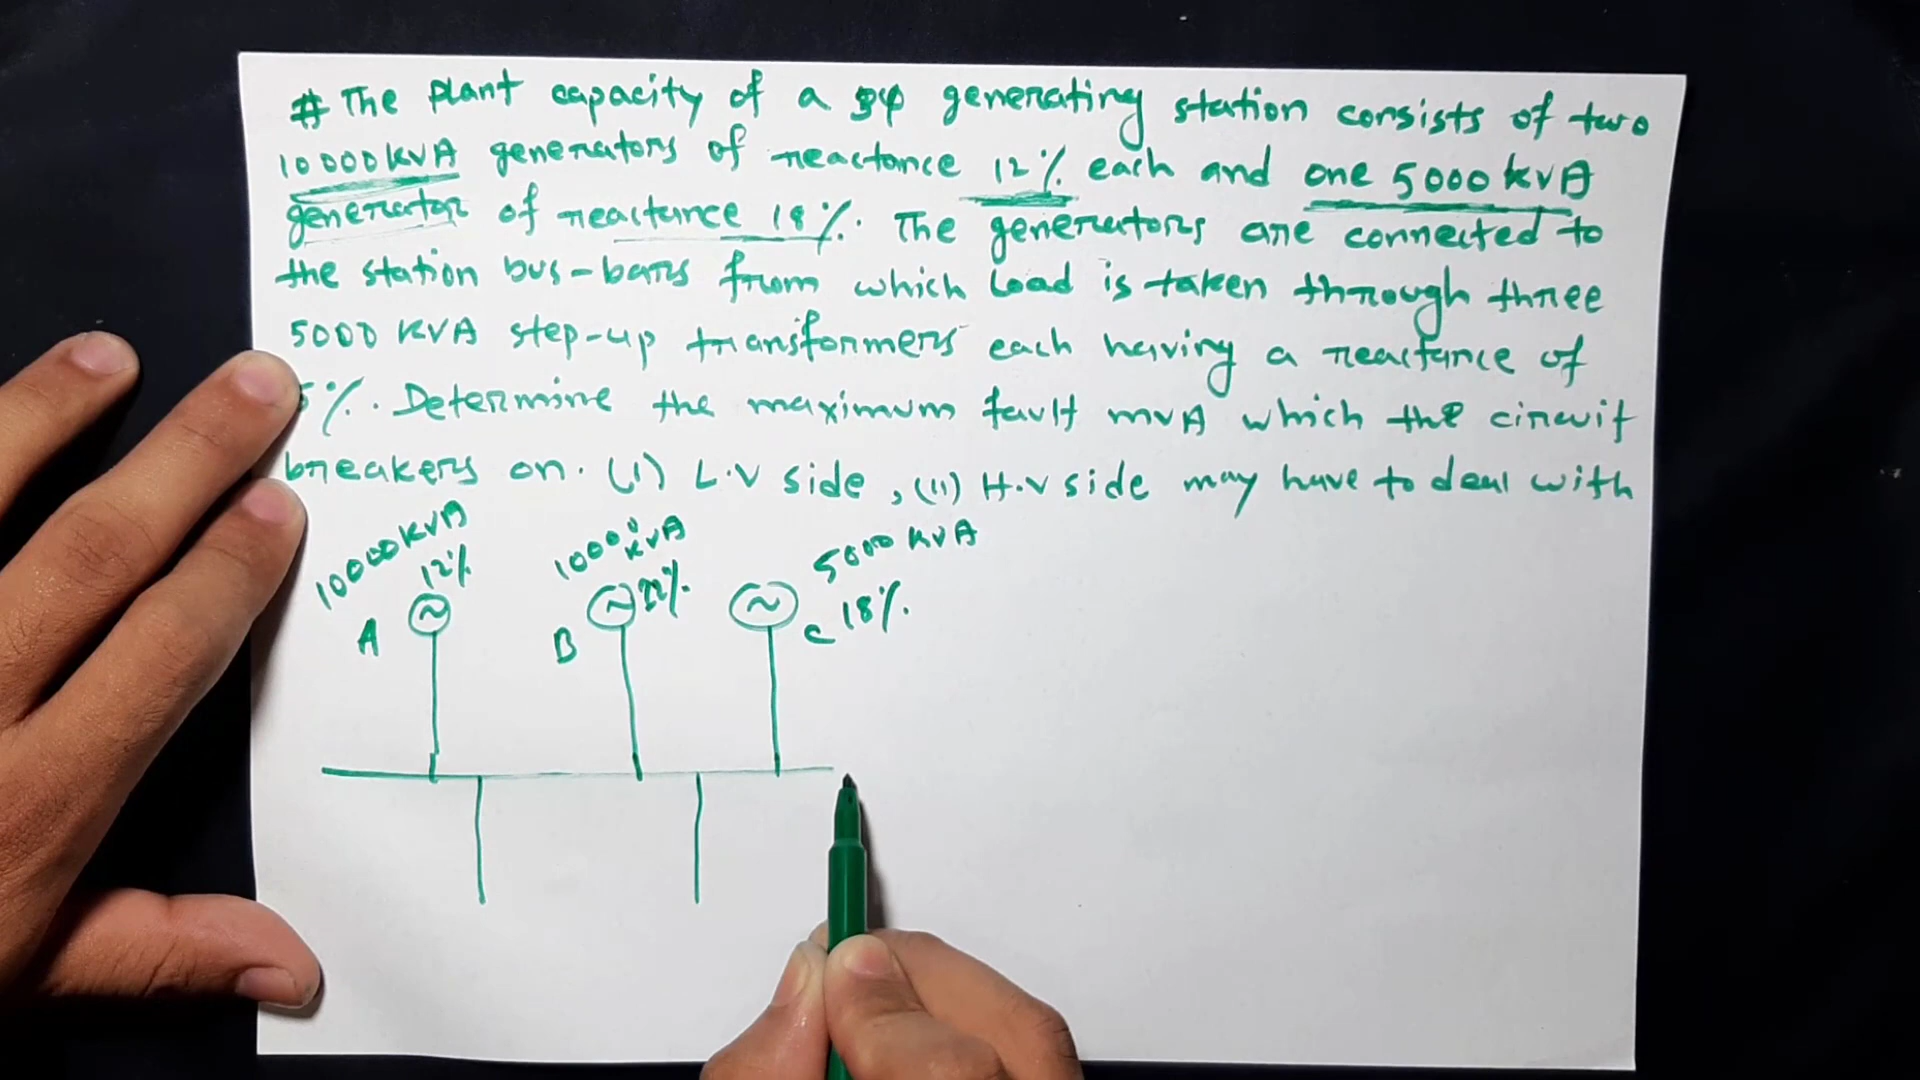 # The plant capacity of a 3φ generating station consists of two
10000 KVA generators of reactance 12% each and one 5000 KVA
generator of reactance 18%. The generators are connected to
the station bus-bars from which load is taken through three
5000 KVA step-up transformers each having a reactance of
5%. Determine the maximum fault MVA which the circuit
breakers on. (i) L.V side, (ii) H.V side may have to deal with
10000 KVA
12%
A
10000 KVA
12%
B
5000 KVA
18%
C